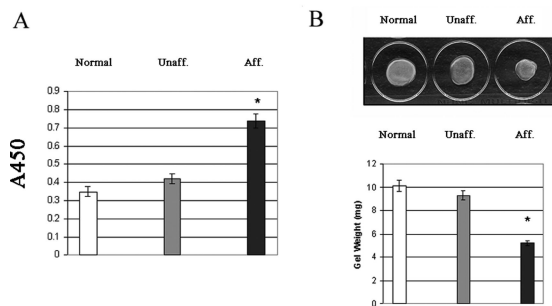 A
Normal Unaff. Aff.
0.9
0.8
0.7
0.6
0.5
0.4
0.3
0.2
0.1
0
A450
*
B
Normal Unaff. Aff.
Normal Unaff. Aff.
12
10
8
6
4
2
0
Gel Weight (mg)
*